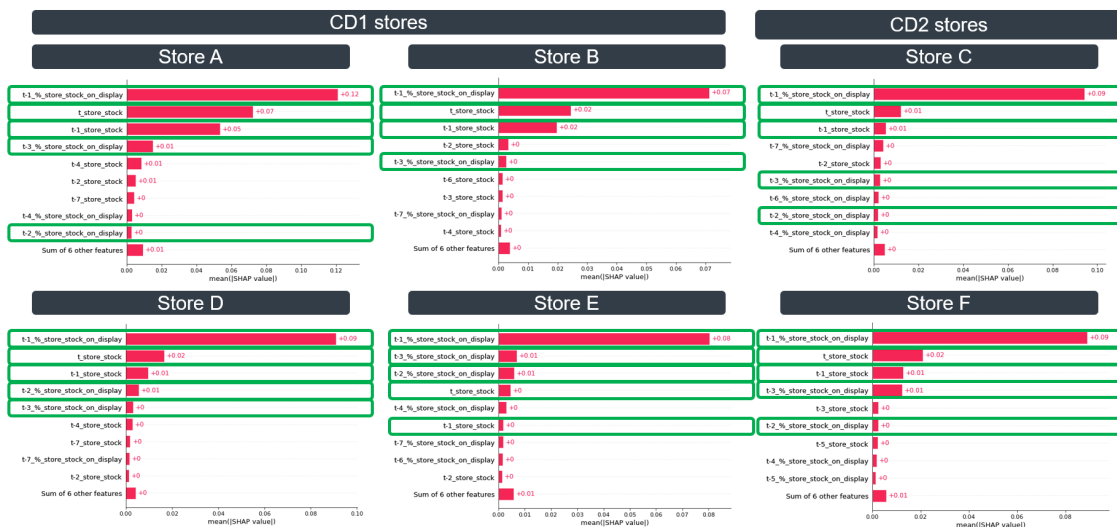 CD1 stores
CD2 stores
Store A
t-1_%_store_stock_on_display
+0.12
t_store_stock
+0.07
t-1_store_stock
+0.05
t-3_%_store_stock_on_display
+0.01
t-4_store_stock
+0.01
t-2_store_stock
+0.01
t-7_store_stock
+0
t-4_%_store_stock_on_display
+0
t-2_%_store_stock_on_display
+0
Sum of 6 other features
+0.01
0.00 0.02 0.04 0.06 0.08 0.10 0.12
mean(|SHAP value|)
Store B
t-1_%_store_stock_on_display
+0.07
t_store_stock
+0.02
t-1_store_stock
+0.02
t-2_store_stock
+0
t-3_%_store_stock_on_display
+0
t-6_store_stock
+0
t-3_store_stock
+0
t-7_%_store_stock_on_display
+0
t-4_store_stock
+0
Sum of 6 other features
+0
0.00 0.01 0.02 0.03 0.04 0.05 0.06 0.07
mean(|SHAP value|)
Store C
t-1_%_store_stock_on_display
+0.09
t_store_stock
+0.01
t-1_store_stock
+0.01
t-7_%_store_stock_on_display
+0
t-2_store_stock
+0
t-3_%_store_stock_on_display
+0
t-6_%_store_stock_on_display
+0
t-2_%_store_stock_on_display
+0
t-4_%_store_stock_on_display
+0
Sum of 6 other features
+0
0.00 0.02 0.04 0.06 0.08 0.10
mean(|SHAP value|)
Store D
t-1_%_store_stock_on_display
+0.09
t_store_stock
+0.02
t-1_store_stock
+0.01
t-2_%_store_stock_on_display
+0.01
t-3_%_store_stock_on_display
+0
t-4_store_stock
+0
t-7_store_stock
+0
t-7_%_store_stock_on_display
+0
t-2_store_stock
+0
Sum of 6 other features
+0
0.00 0.02 0.04 0.06 0.08 0.10
mean(|SHAP value|)
Store E
t-1_%_store_stock_on_display
+0.08
t-3_%_store_stock_on_display
+0.01
t-2_%_store_stock_on_display
+0.01
t_store_stock
+0
t-4_%_store_stock_on_display
+0
t-1_store_stock
+0
t-7_%_store_stock_on_display
+0
t-6_%_store_stock_on_display
+0
t-2_store_stock
+0
Sum of 6 other features
+0.01
0.00 0.01 0.02 0.03 0.04 0.05 0.06 0.07 0.08
mean(|SHAP value|)
Store F
t-1_%_store_stock_on_display
+0.09
t_store_stock
+0.02
t-1_store_stock
+0.01
t-3_%_store_stock_on_display
+0.01
t-3_store_stock
+0
t-2_%_store_stock_on_display
+0
t-5_store_stock
+0
t-4_%_store_stock_on_display
+0
t-5_%_store_stock_on_display
+0
Sum of 6 other features
+0.01
0.00 0.02 0.04 0.06 0.08
mean(|SHAP value|)